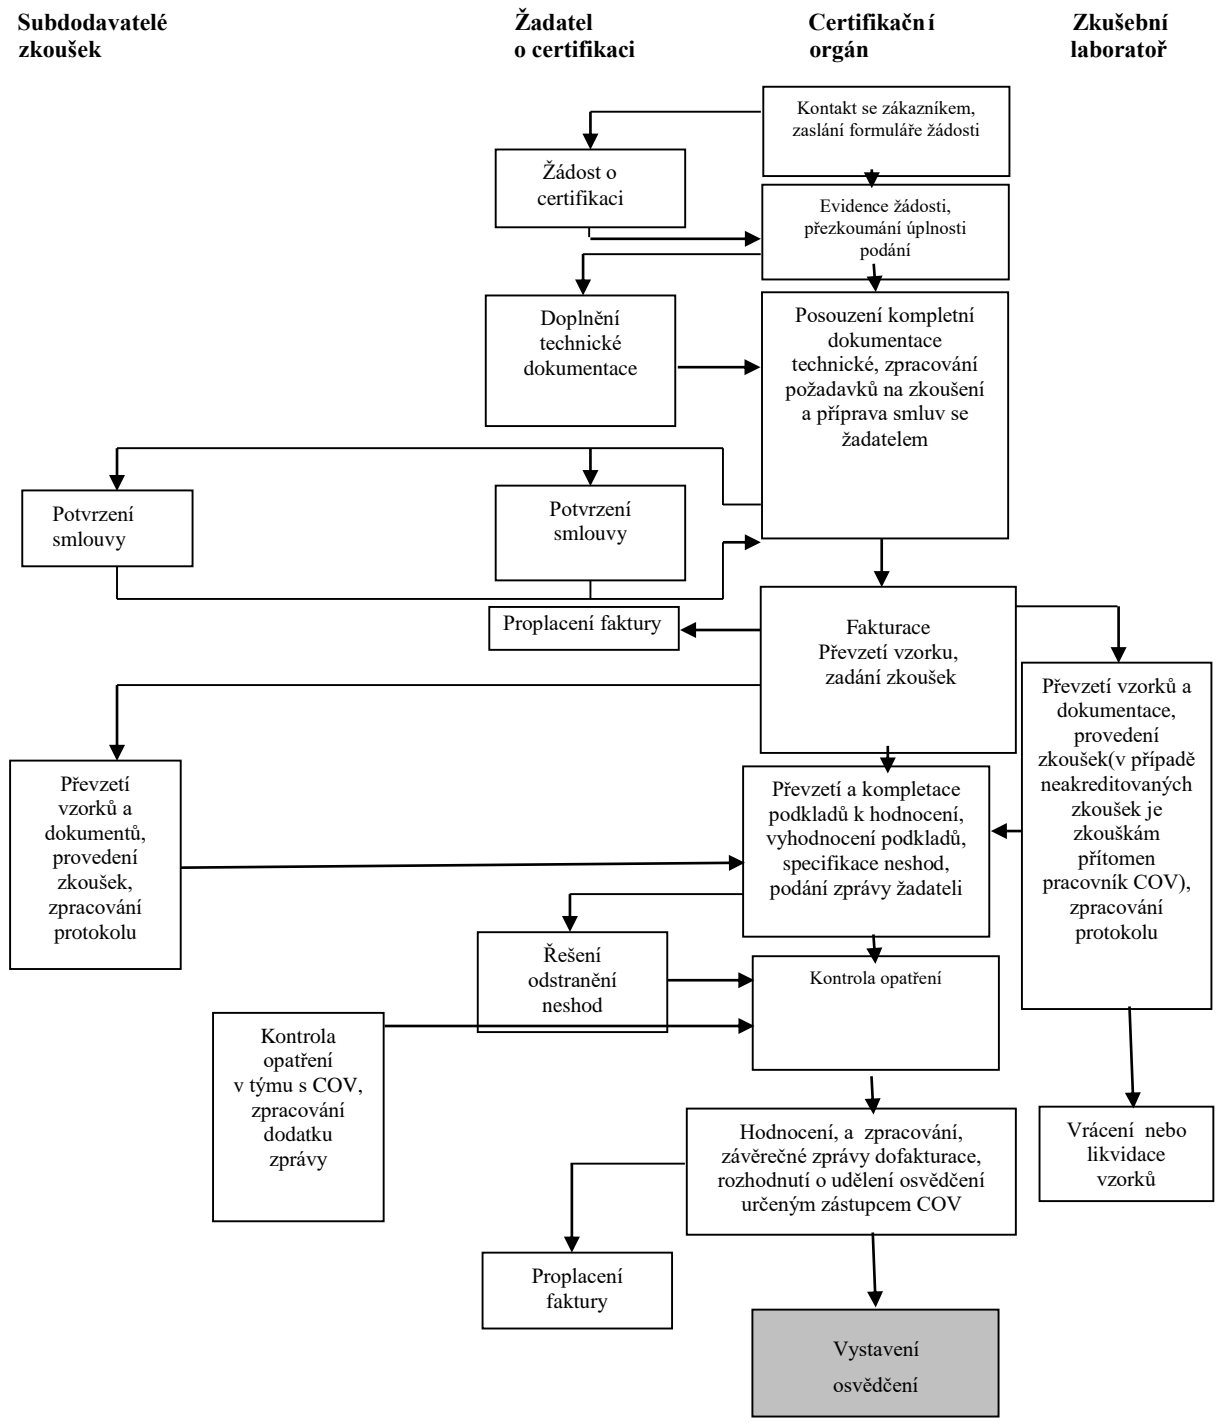 Subdodavatelé
zkoušek
Žadatel
o certifikaci
Certifikační
orgán
Zkušební
laboratoř
Kontakt se zákazníkem,
zaslání formuláře žádosti
Žádost o
certifikaci
Evidence žádosti,
přezkoumání úplnosti
podání
Doplnění
technické
dokumentace
Posouzení kompletní
dokumentace
technické, zpracování
požadavků na zkoušení
a příprava smluv se
žadatelem
Potvrzení
smlouvy
Potvrzení
smlouvy
Proplacení faktury
Fakturace
Převzetí vzorku,
zadání zkoušek
Převzetí vzorků a
dokumentace,
provedení
zkoušek(v případě
neakreditovaných
zkoušek je
zkouškám
přítomen
pracovník COV),
zpracování
protokolu
Převzetí
vzorků a
dokumentů,
provedení
zkoušek,
zpracování
protokolu
Převzetí a kompletace
podkladů k hodnocení,
vyhodnocení podkladů,
specifikace neshod,
podání zprávy žadateli
Řešení
odstranění
neshod
Kontrola opatření
Kontrola
opatření
v týmu s COV,
zpracování
dodatku
zprávy
Hodnocení, a  zpracování,
závěrečné zprávy dofakturace,
rozhodnutí o udělení osvědčení
určeným zástupcem COV
Vrácení  nebo
likvidace
vzorků
Proplacení
faktury
Vystavení
osvědčení